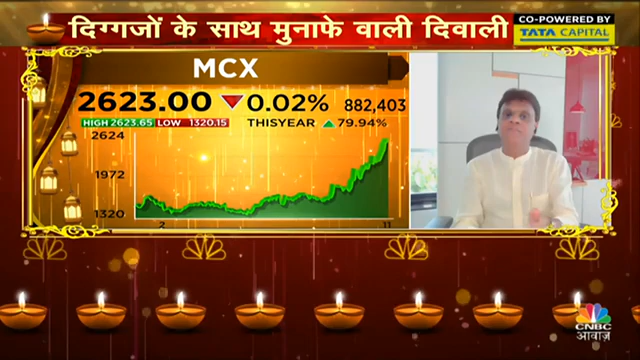 दिग्गजों के साथ मुनाफे वाली दिवाली
CO-POWERED BY
TATA CAPITAL
MCX
2623.00 ▼ 0.02% 882,403
HIGH 2623.65 LOW 1320.15 THISYEAR ▲ 79.94%
2624
1972
1320
2 11
CNBC
आवाज़